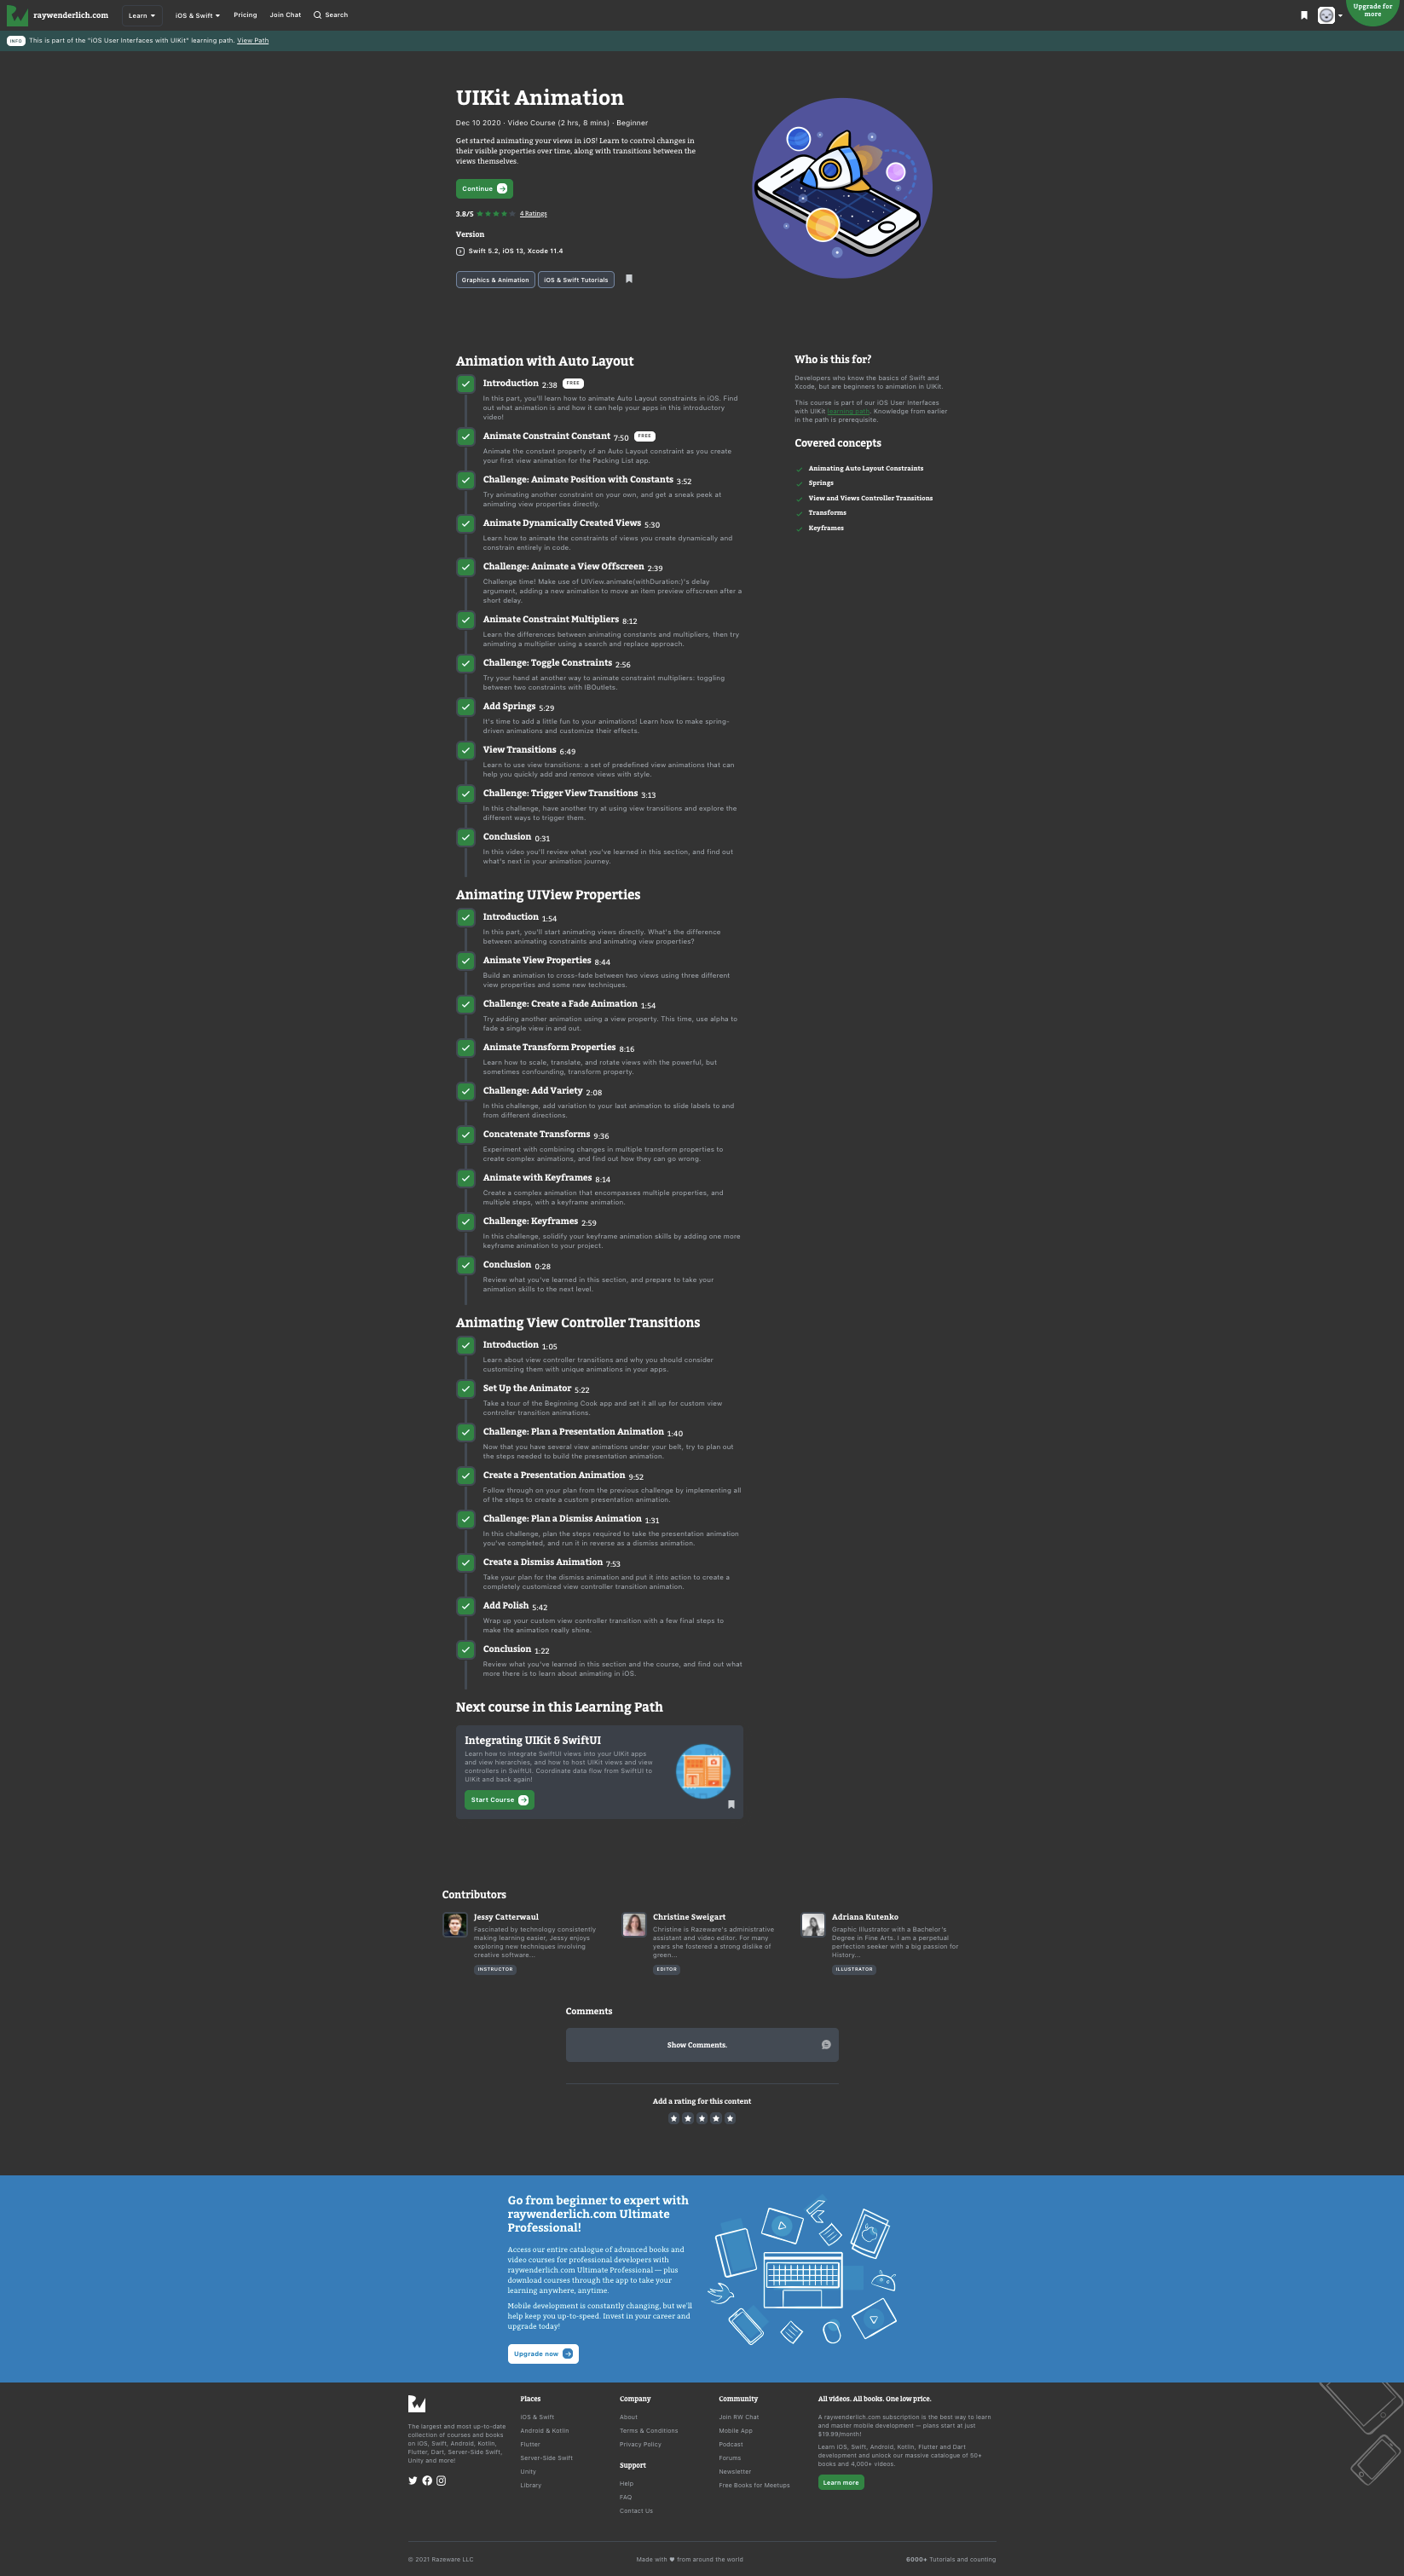 raywenderlich.com
Learn
iOS & Swift
Pricing
Join Chat
Search
Upgrade for
more
INFO This is part of the "iOS User Interfaces with UIKit" learning path. View Path
UIKit Animation
Dec 10 2020 · Video Course (2 hrs, 8 mins) · Beginner
Get started animating your views in iOS! Learn to control changes in
their visible properties over time, along with transitions between the
views themselves.
Continue
3.8/5 4 Ratings
Version
Swift 5.2, iOS 13, Xcode 11.4
Graphics & Animation
iOS & Swift Tutorials
Animation with Auto Layout
Introduction 2:38 FREE
In this part, you'll learn how to animate Auto Layout constraints in iOS. Find
out what animation is and how it can help your apps in this introductory
video!
Animate Constraint Constant 7:50 FREE
Animate the constant property of an Auto Layout constraint as you create
your first view animation for the Packing List app.
Challenge: Animate Position with Constants 3:52
Try animating another constraint on your own, and get a sneak peek at
animating view properties directly.
Animate Dynamically Created Views 5:30
Learn how to animate the constraints of views you create dynamically and
constrain entirely in code.
Challenge: Animate a View Offscreen 2:39
Challenge time! Make use of UIView.animate(withDuration:)'s delay
argument, adding a new animation to move an item preview offscreen after a
short delay.
Animate Constraint Multipliers 8:12
Learn the differences between animating constants and multipliers, then try
animating a multiplier using a search and replace approach.
Challenge: Toggle Constraints 2:56
Try your hand at another way to animate constraint multipliers: toggling
between two constraints with IBOutlets.
Add Springs 5:29
It's time to add a little fun to your animations! Learn how to make spring-
driven animations and customize their effects.
View Transitions 6:49
Learn to use view transitions: a set of predefined view animations that can
help you quickly add and remove views with style.
Challenge: Trigger View Transitions 3:13
In this challenge, have another try at using view transitions and explore the
different ways to trigger them.
Conclusion 0:31
In this video you'll review what you've learned in this section, and find out
what's next in your animation journey.
Who is this for?
Developers who know the basics of Swift and
Xcode, but are beginners to animation in UIKit.
This course is part of our iOS User Interfaces
with UIKit learning path. Knowledge from earlier
in the path is prerequisite.
Covered concepts
Animating Auto Layout Constraints
Springs
View and Views Controller Transitions
Transforms
Keyframes
Animating UIView Properties
Introduction 1:54
In this part, you'll start animating views directly. What's the difference
between animating constraints and animating view properties?
Animate View Properties 8:44
Build an animation to cross-fade between two views using three different
view properties and some new techniques.
Challenge: Create a Fade Animation 1:54
Try adding another animation using a view property. This time, use alpha to
fade a single view in and out.
Animate Transform Properties 8:16
Learn how to scale, translate, and rotate views with the powerful, but
sometimes confounding, transform property.
Challenge: Add Variety 2:08
In this challenge, add variation to your last animation to slide labels to and
from different directions.
Concatenate Transforms 9:36
Experiment with combining changes in multiple transform properties to
create complex animations, and find out how they can go wrong.
Animate with Keyframes 8:14
Create a complex animation that encompasses multiple properties, and
multiple steps, with a keyframe animation.
Challenge: Keyframes 2:59
In this challenge, solidify your keyframe animation skills by adding one more
keyframe animation to your project.
Conclusion 0:28
Review what you've learned in this section, and prepare to take your
animation skills to the next level.
Animating View Controller Transitions
Introduction 1:05
Learn about view controller transitions and why you should consider
customizing them with unique animations in your apps.
Set Up the Animator 5:22
Take a tour of the Beginning Cook app and set it all up for custom view
controller transition animations.
Challenge: Plan a Presentation Animation 1:40
Now that you have several view animations under your belt, try to plan out
the steps needed to build the presentation animation.
Create a Presentation Animation 9:52
Follow through on your plan from the previous challenge by implementing all
of the steps to create a custom presentation animation.
Challenge: Plan a Dismiss Animation 1:31
In this challenge, plan the steps required to take the presentation animation
you've completed, and run it in reverse as a dismiss animation.
Create a Dismiss Animation 7:53
Take your plan for the dismiss animation and put it into action to create a
completely customized view controller transition animation.
Add Polish 5:42
Wrap up your custom view controller transition with a few final steps to
make the animation really shine.
Conclusion 1:22
Review what you've learned in this section and the course, and find out what
more there is to learn about animating in iOS.
Next course in this Learning Path
Integrating UIKit & SwiftUI
Learn how to integrate SwiftUI views into your UIKit apps
and view hierarchies, and how to host UIKit views and view
controllers in SwiftUI. Coordinate data flow from SwiftUI to
UIKit and back again!
Start Course
Contributors
Jessy Catterwaul
Fascinated by technology consistently
making learning easier, Jessy enjoys
exploring new techniques involving
creative software...
INSTRUCTOR
Christine Sweigart
Christine is Razeware's administrative
assistant and video editor. For many
years she fostered a strong dislike of
green...
EDITOR
Adriana Kutenko
Graphic Illustrator with a Bachelor's
Degree in Fine Arts. I am a perpetual
perfection seeker with a big passion for
History...
ILLUSTRATOR
Comments
Show Comments.
Add a rating for this content
Go from beginner to expert with
raywenderlich.com Ultimate
Professional!
Access our entire catalogue of advanced books and
video courses for professional developers with
raywenderlich.com Ultimate Professional — plus
download courses through the app to take your
learning anywhere, anytime.
Mobile development is constantly changing, but we'll
help keep you up-to-speed. Invest in your career and
upgrade today!
Upgrade now
The largest and most up-to-date
collection of courses and books
on iOS, Swift, Android, Kotlin,
Flutter, Dart, Server-Side Swift,
Unity and more!
Places
iOS & Swift
Android & Kotlin
Flutter
Server-Side Swift
Unity
Library
Company
About
Terms & Conditions
Privacy Policy
Support
Help
FAQ
Contact Us
Community
Join RW Chat
Mobile App
Podcast
Forums
Newsletter
Free Books for Meetups
All videos. All books. One low price.
A raywenderlich.com subscription is the best way to learn
and master mobile development — plans start at just
$19.99/month!
Learn iOS, Swift, Android, Kotlin, Flutter and Dart
development and unlock our massive catalogue of 50+
books and 4,000+ videos.
Learn more
© 2021 Razeware LLC
Made with ♥ from around the world
6000+ Tutorials and counting